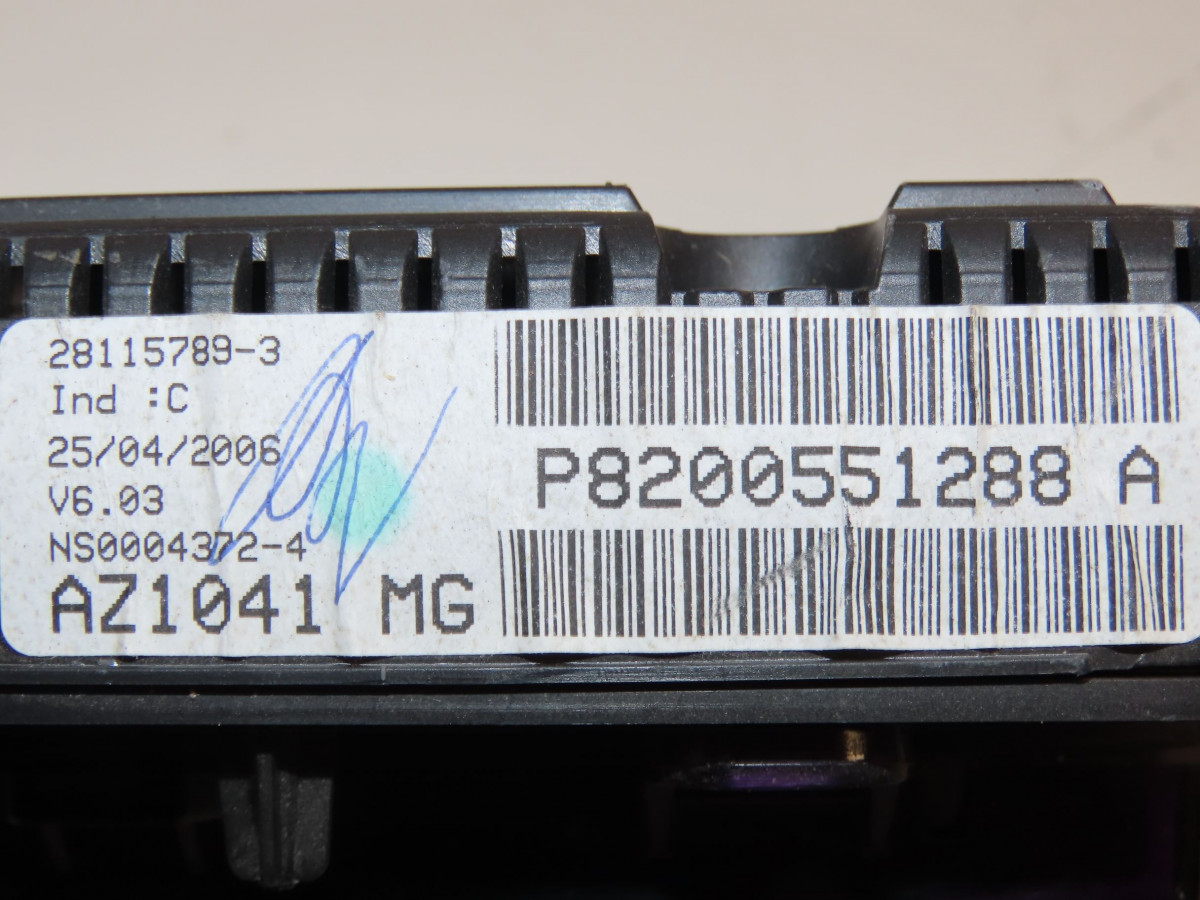 28115789-3
Ind :C
25/04/2006
V6.03
NS0004372-4
AZ1041 MG
P8200551288 A